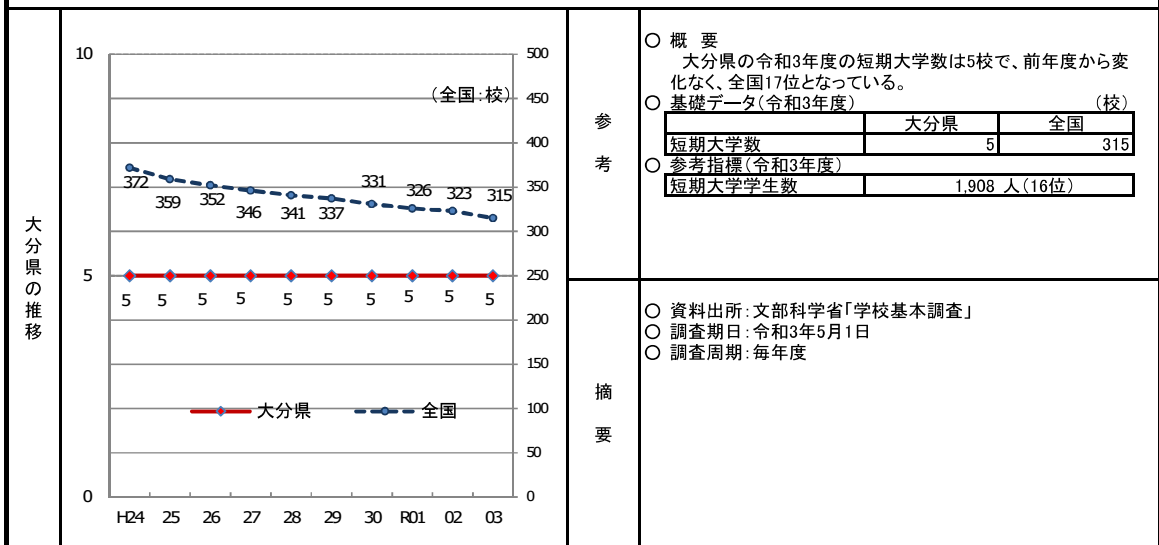 大分県の推移
10
5
0
(全国:校)
500
450
400
350
300
250
200
150
100
50
0
372
359
352
346
341
337
331
326
323
315
5 5 5 5 5 5 5 5 5 5
大分県 全国
H24 25 26 27 28 29 30 R01 02 03
参考
○ 概 要
大分県の令和3年度の短期大学数は5校で、前年度から変
化なく、全国17位となっている。
○ 基礎データ(令和3年度) (校)
大分県 全国
短期大学数 5 315
○ 参考指標(令和3年度)
短期大学学生数 1,908 人(16位)
摘要
○ 資料出所:文部科学省「学校基本調査」
○ 調査期日:令和3年5月1日
○ 調査周期:毎年度